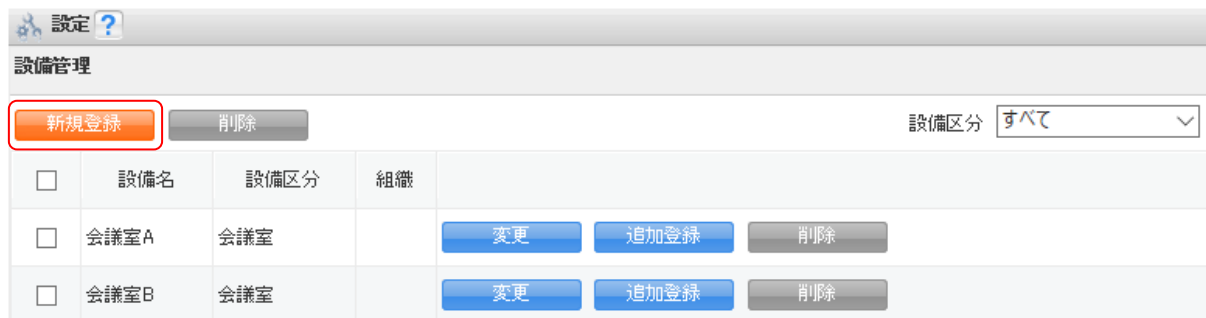 設定 ?
設備管理
新規登録 削除 設備区分 すべて
設備名 設備区分 組織
会議室A 会議室 変更 追加登録 削除
会議室B 会議室 変更 追加登録 削除